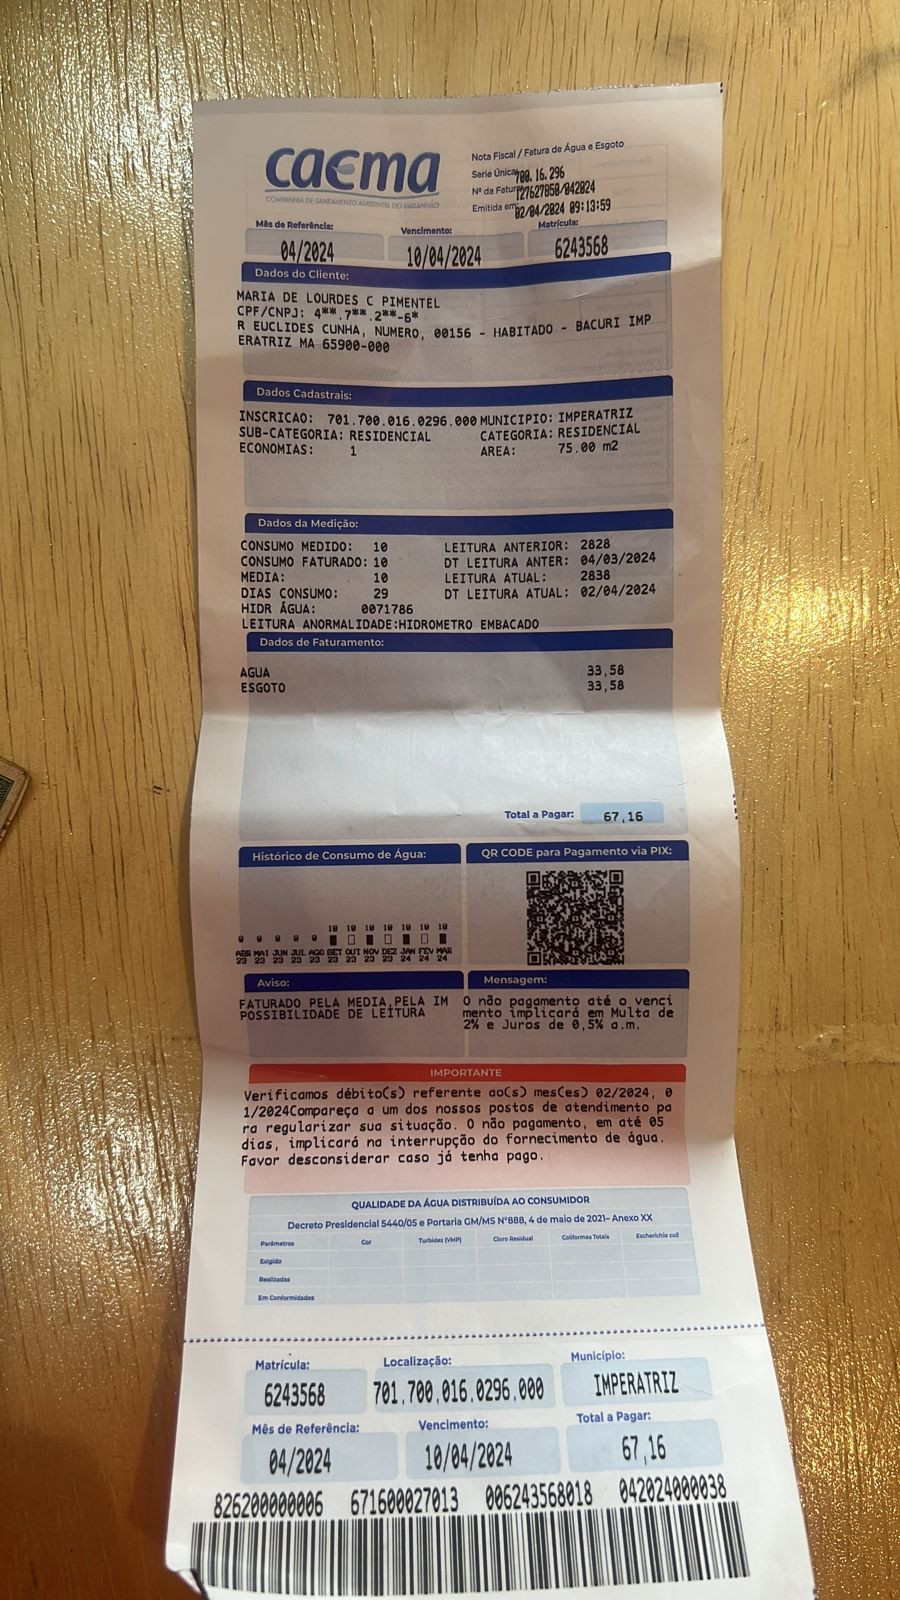 caema
COMPANHIA DE SANEAMENTO AMBIENTAL DO MARANHÃO
Nota Fiscal / Fatura de Água e Esgoto
Serie Única: 700.16.296
Nº da Fatura: 127627850/042024
Emitida em: 02/04/2024 09:13:59
Mês de Referência: Vencimento: Matrícula:
04/2024 10/04/2024 6243568
Dados do Cliente:
MARIA DE LOURDES C PIMENTEL
CPF/CNPJ: 4**.7**.2**-6*
R EUCLIDES CUNHA, NUMERO, 00156 - HABITADO - BACURI IMP
ERATRIZ MA 65900-000
Dados Cadastrais:
INSCRICAO: 701.700.016.0296.000 MUNICIPIO: IMPERATRIZ
SUB-CATEGORIA: RESIDENCIAL CATEGORIA: RESIDENCIAL
ECONOMIAS: 1 AREA: 75.00 m2
Dados da Medição:
CONSUMO MEDIDO: 10 LEITURA ANTERIOR: 2828
CONSUMO FATURADO: 10 DT LEITURA ANTER: 04/03/2024
MEDIA: 10 LEITURA ATUAL: 2838
DIAS CONSUMO: 29 DT LEITURA ATUAL: 02/04/2024
HIDR ÁGUA: 0071786
LEITURA ANORMALIDADE:HIDROMETRO EMBACADO
Dados de Faturamento:
AGUA 33,58
ESGOTO 33,58
Total a Pagar: 67,16
Histórico de Consumo de Água: QR CODE para Pagamento via PIX:
0 0 0 0 0 10 10 10 10 10 10 10
ABR MAI JUN JUL AGO SET OUT NOV DEZ JAN FEV MAR
23 23 23 23 23 23 23 23 23 24 24 24
Aviso: Mensagem:
FATURADO PELA MEDIA,PELA IM
POSSIBILIDADE DE LEITURA
O não pagamento até o venci
mento implicará em Multa de
2% e Juros de 0,5% a.m.
IMPORTANTE
Verificamos débito(s) referente ao(s) mes(es) 02/2024, 0
1/2024Compareça a um dos nossos postos de atendimento pa
ra regularizar sua situação. O não pagamento, em até 05
dias, implicará na interrupção do fornecimento de água.
Favor desconsiderar caso já tenha pago.
QUALIDADE DA ÁGUA DISTRIBUÍDA AO CONSUMIDOR
Decreto Presidencial 5440/05 e Portaria GM/MS Nº888, 4 de maio de 2021– Anexo XX
Parâmetros Cor Turbidez (VMP) Cloro Residual Coliformes Totais Escherichia coli
Exigido
Realizadas
Em Conformidades
Matrícula: Localização: Município:
6243568 701.700.016.0296.000 IMPERATRIZ
Mês de Referência: Vencimento: Total a Pagar:
04/2024 10/04/2024 67,16
826200000006 671600027013 006243568018 042024000038